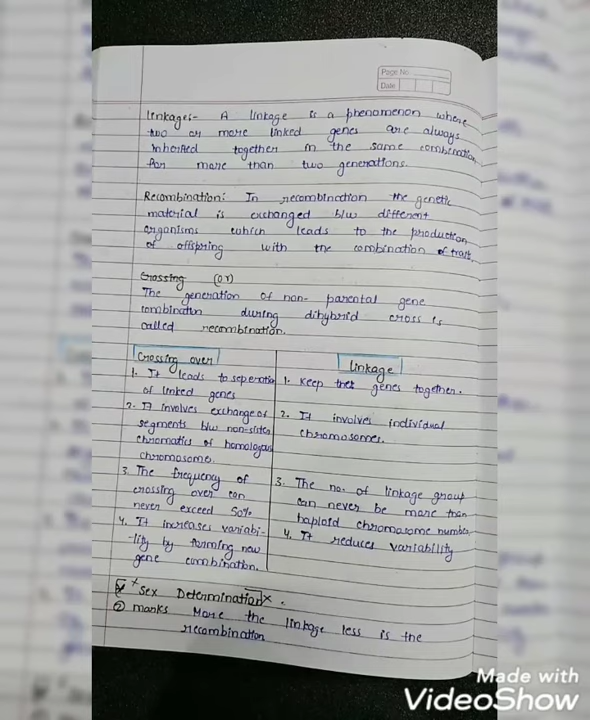 Page No.
Date
Linkage:- A linkage is a phenomenon where
two or more linked genes are always
inherited together in the same combination
for more than two generations.
Recombination: In recombination the genetic
material is exchanged b/w different
organisms which leads to the production
of offspring with the combination of trait.
Crossing (or)
The generation of non-parental gene
combination during dihybrid cross is
called recombination.
Crossing over
1. It leads to seperation
of linked genes
2. It involves exchange of
segments b/w non-sister
chromatics of homologous
chromosome.
3. The frequency of
crossing over can
never exceed 50%
4. It increases variabi-
-lity by forming new
gene combination.
Linkage
1. Keep genes together.
2. It involves individual
chromosomes.
3. The no. of linkage group
can never be more than
haploid chromosome number
4. It reduces variability
* Sex Determination * .
2 marks More the linkage less is the
recombination
Made with
VideoShow